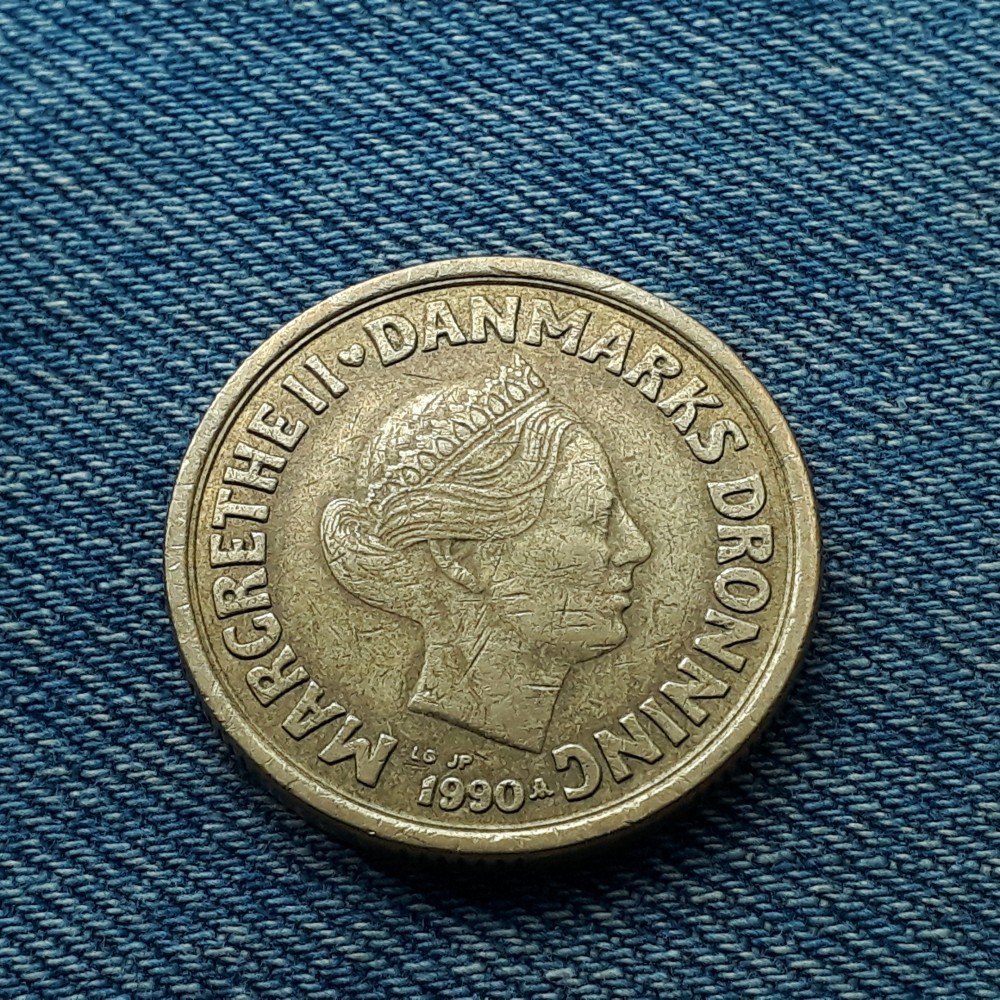 MARGRETHE II ♥ DANMARKS DRONNING
LG JP
1990 A